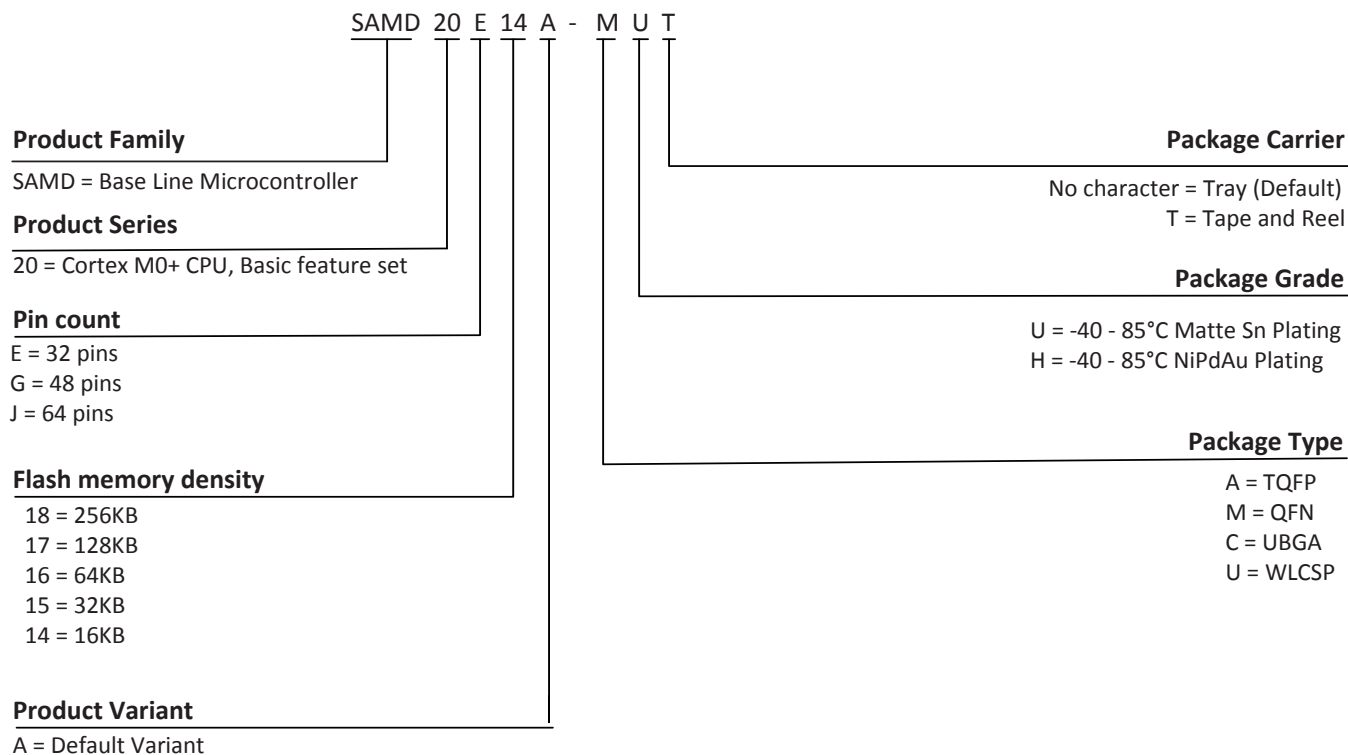 SAMD 20 E 14 A - M U T
Product Family
SAMD = Base Line Microcontroller
Product Series
20 = Cortex M0+ CPU, Basic feature set
Pin count
E = 32 pins
G = 48 pins
J = 64 pins
Flash memory density
18 = 256KB
17 = 128KB
16 = 64KB
15 = 32KB
14 = 16KB
Product Variant
A = Default Variant
Package Carrier
No character = Tray (Default)
T = Tape and Reel
Package Grade
U = -40 - 85°C Matte Sn Plating
H = -40 - 85°C NiPdAu Plating
Package Type
A = TQFP
M = QFN
C = UBGA
U = WLCSP